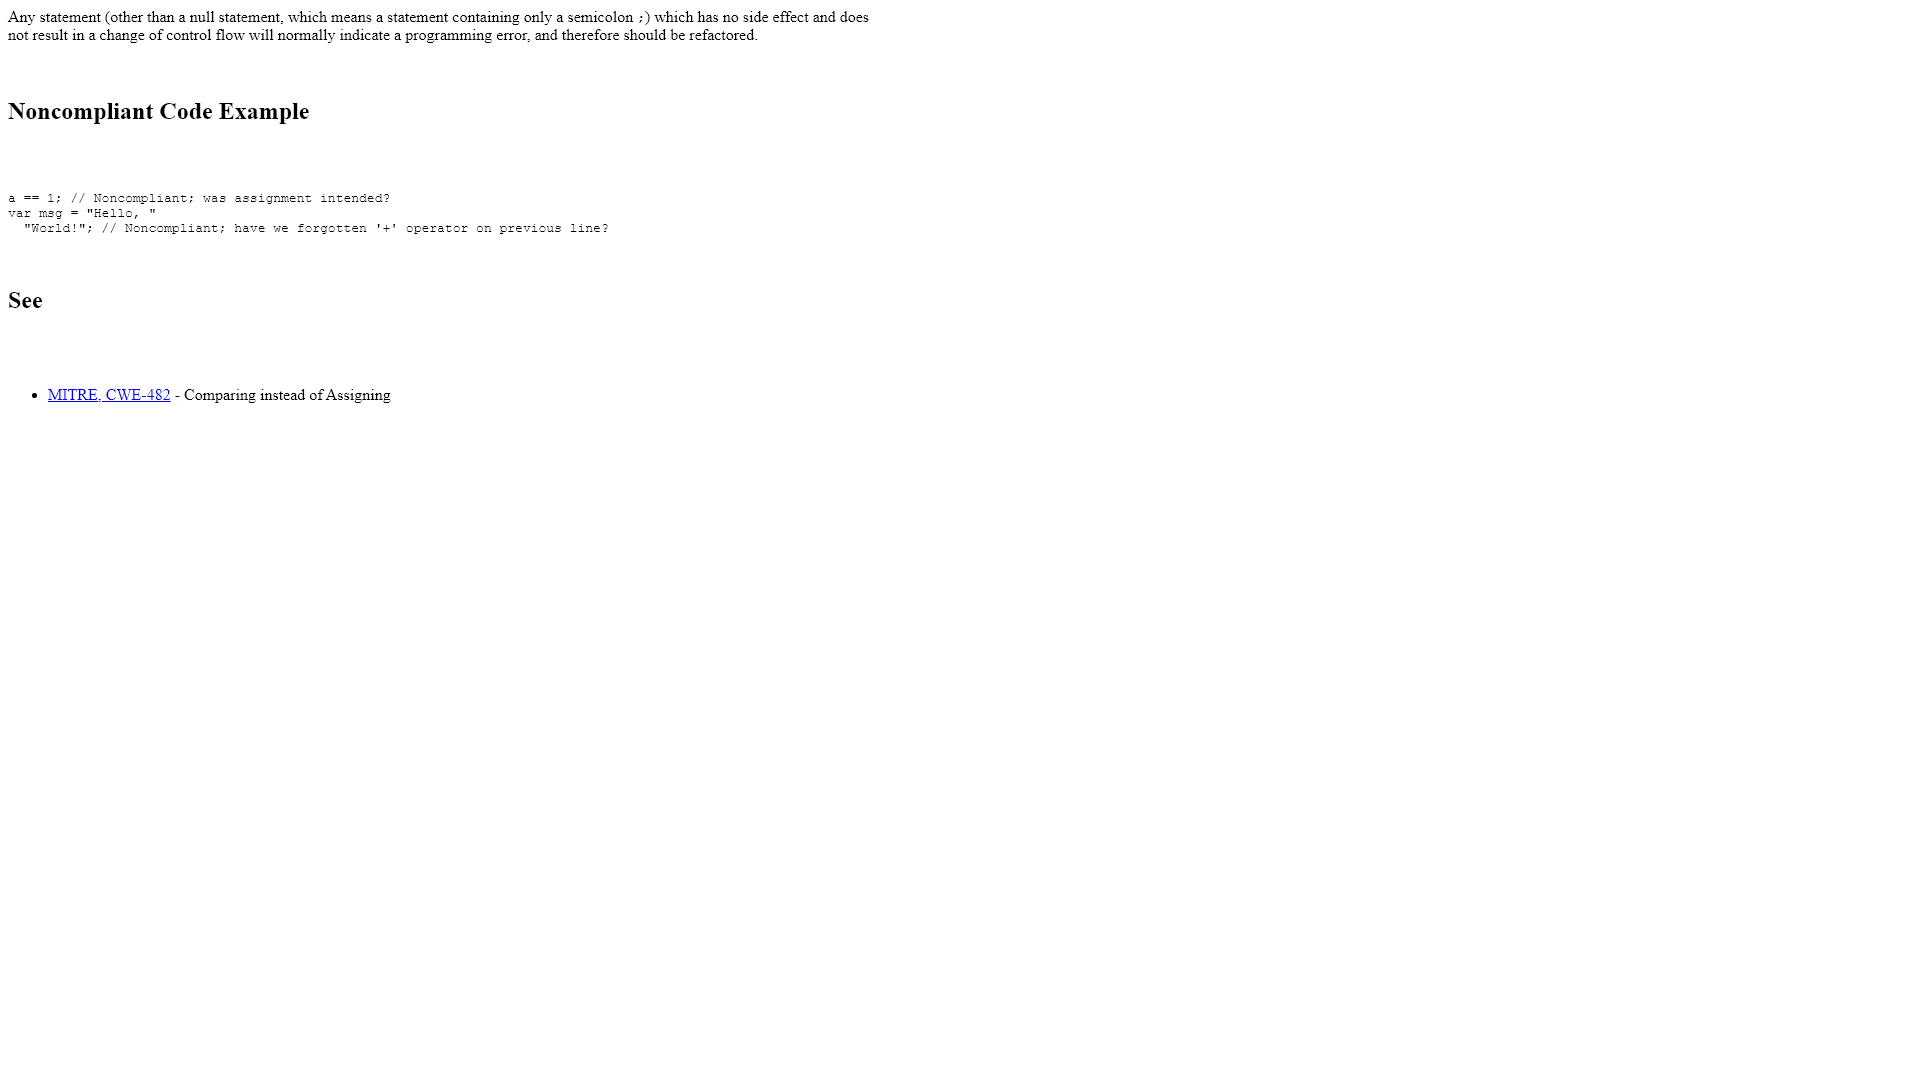 Any statement (other than a null statement, which means a statement containing only a semicolon ;) which has no side effect and does
not result in a change of control flow will normally indicate a programming error, and therefore should be refactored.
Noncompliant Code Example
a == 1; // Noncompliant; was assignment intended?
var msg = "Hello, "
  "World!"; // Noncompliant; have we forgotten '+' operator on previous line?
See
• MITRE, CWE-482 - Comparing instead of Assigning